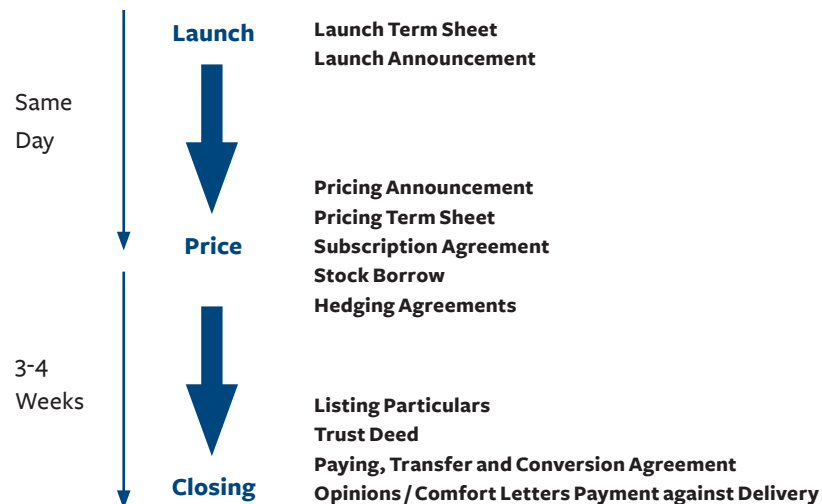 Launch
Launch Term Sheet
Launch Announcement
Same
Day
Pricing Announcement
Pricing Term Sheet
Price
Subscription Agreement
Stock Borrow
Hedging Agreements
3-4
Weeks
Listing Particulars
Trust Deed
Paying, Transfer and Conversion Agreement
Closing
Opinions / Comfort Letters Payment against Delivery